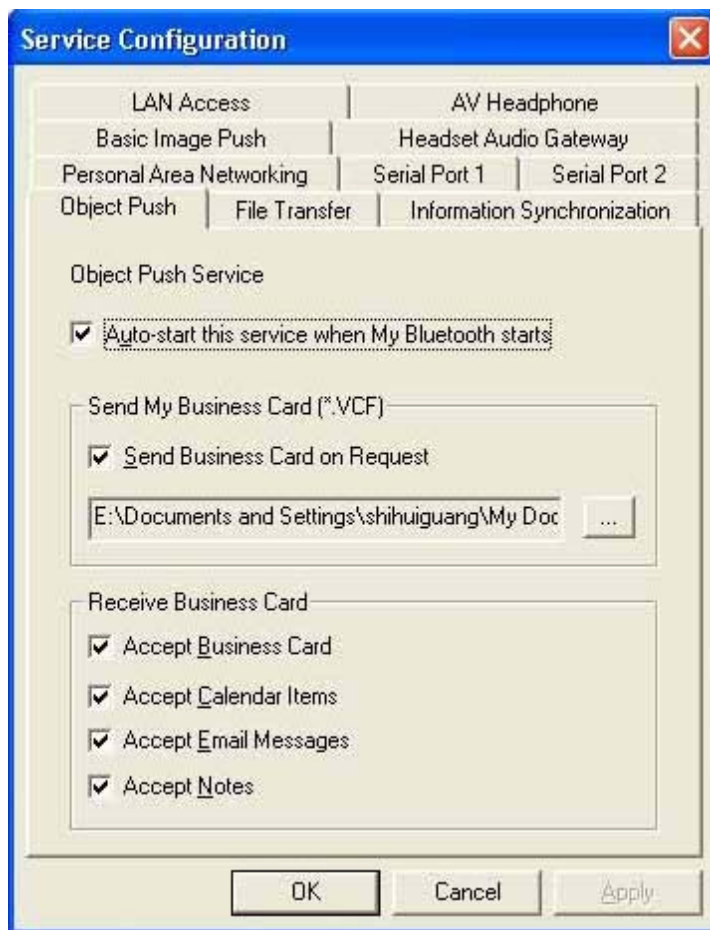 Service Configuration
LAN Access AV Headphone
Basic Image Push Headset Audio Gateway
Personal Area Networking Serial Port 1 Serial Port 2
Object Push File Transfer Information Synchronization
Object Push Service
Auto-start this service when My Bluetooth starts
Send My Business Card (*.VCF)
Send Business Card on Request
E:\Documents and Settings\shihuiguang\My Doc ...
Receive Business Card
Accept Business Card
Accept Calendar Items
Accept Email Messages
Accept Notes
OK Cancel Apply